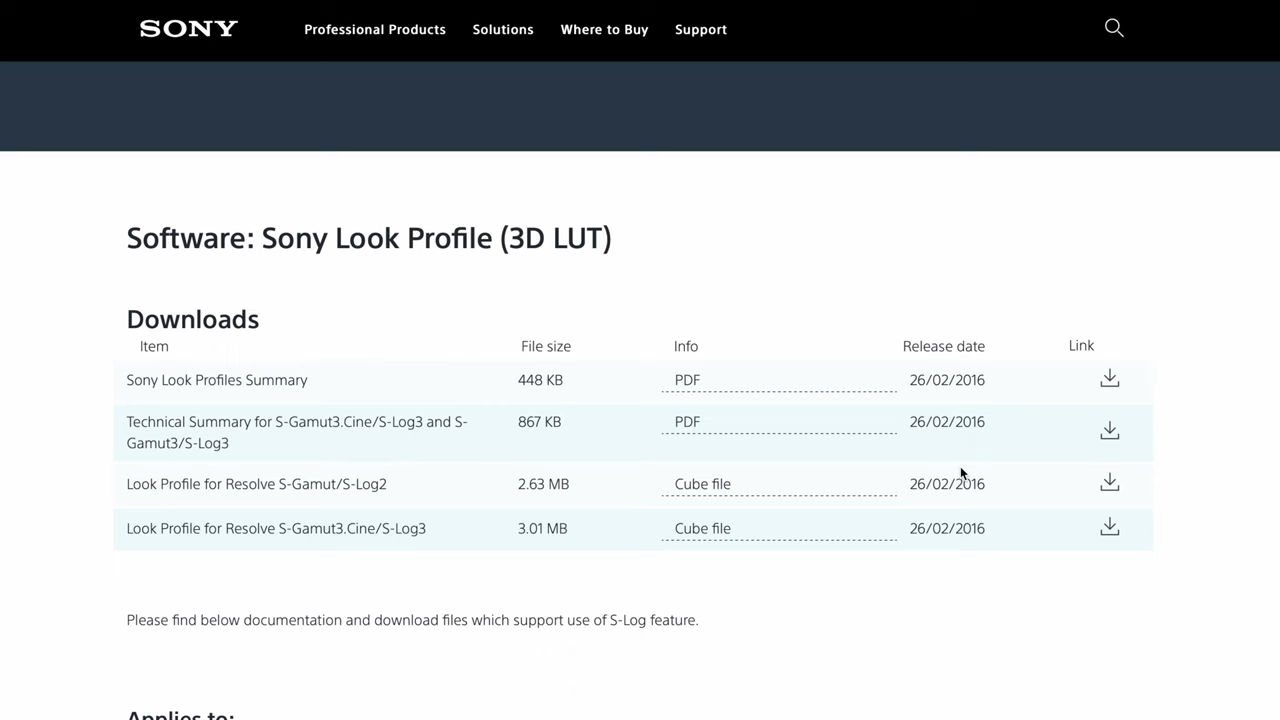 SONY Professional Products Solutions Where to Buy Support
Software: Sony Look Profile (3D LUT)
Downloads
Item File size Info Release date Link
Sony Look Profiles Summary 448 KB PDF 26/02/2016
Technical Summary for S-Gamut3.Cine/S-Log3 and S-
Gamut3/S-Log3 867 KB PDF 26/02/2016
Look Profile for Resolve S-Gamut/S-Log2 2.63 MB Cube file 26/02/2016
Look Profile for Resolve S-Gamut3.Cine/S-Log3 3.01 MB Cube file 26/02/2016
Please find below documentation and download files which support use of S-Log feature.
Applies to: